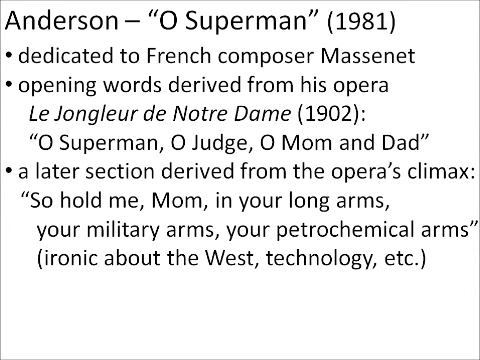 Anderson – “O Superman” (1981)
• dedicated to French composer Massenet
• opening words derived from his opera
Le Jongleur de Notre Dame (1902):
“O Superman, O Judge, O Mom and Dad”
• a later section derived from the opera’s climax:
“So hold me, Mom, in your long arms,
your military arms, your petrochemical arms”
(ironic about the West, technology, etc.)